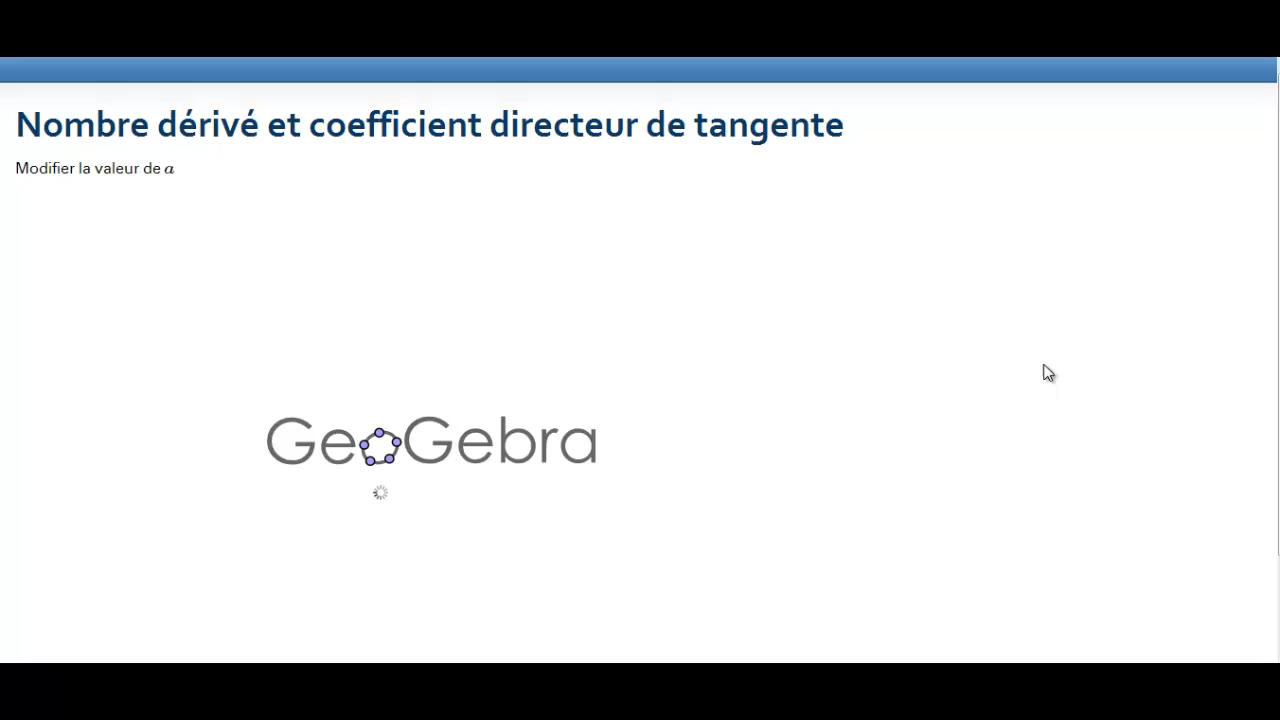 Nombre dérivé et coefficient directeur de tangente
Modifier la valeur de a
GeoGebra